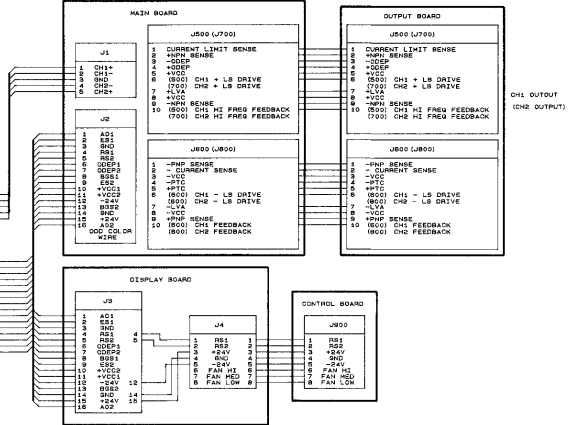 MAIN BOARD
J1
1 CH1+
2 CH1-
3 GND
4 CH2-
5 CH2+
J2
1 AO1
2 ES1
3 GND
4 RS1
5 RS2
6 ODEP1
7 ODEP2
8 BGS1
9 ES2
10 +VCC1
11 +VCC2
12 -24V
13 BGS2
14 GND
15 +24V
16 AO2
ODD COLOR
WIRE
J500 (J700)
1 CURRENT LIMIT SENSE
2 +NPN SENSE
3 -ODEP
4 +ODEP
5 +VCC
6 (500) CH1 + LS DRIVE
(700) CH2 + LS DRIVE
7 +LVA
8 +VCC
9 -NPN SENSE
10 (500) CH1 HI FREQ FEEDBACK
(700) CH2 HI FREQ FEEDBACK
J600 (J800)
1 -PNP SENSE
2 - CURRENT SENSE
3 -VCC
4 -PTC
5 +PTC
6 (600) CH1 - LS DRIVE
(800) CH2 - LS DRIVE
7 -LVA
8 -VCC
9 +PNP SENSE
10 (600) CH1 FEEDBACK
(800) CH2 FEEDBACK
OUTPUT BOARD
J500 (J700)
1 CURRENT LIMIT SENSE
2 +NPN SENSE
3 -ODEP
4 +ODEP
5 +VCC
6 (500) CH1 + LS DRIVE
(700) CH2 + LS DRIVE
7 +LVA
8 +VCC
9 -NPN SENSE
10 (500) CH1 HI FREQ FEEDBACK
(700) CH2 HI FREQ FEEDBACK
J600 (J800)
1 -PNP SENSE
2 - CURRENT SENSE
3 -VCC
4 -PTC
5 +PTC
6 (600) CH1 - LS DRIVE
(800) CH2 - LS DRIVE
7 -LVA
8 -VCC
9 +PNP SENSE
10 (600) CH1 FEEDBACK
(800) CH2 FEEDBACK
CH1 OUTOUT
(CH2 OUTPUT)
DISPLAY BOARD
J3
1 AO1
2 ES1
3 GND
4 RS1 4
5 RS2 5
6 ODEP1
7 ODEP2
8 BGS1
9 ES2
10 +VCC2
11 +VCC1
12 -24V 12
13 BGS2
14 GND 14
15 +24V 15
16 AO2
J4
1 RS1 1
2 RS2 2
3 +24V 3
4 GND 4
5 -24V 5
6 FAN HI 6
7 FAN MED 7
8 FAN LOW 8
CONTROL BOARD
J900
1 RS1
2 RS2
3 +24V
4 GND
5 -24V
6 FAN HI
7 FAN MED
8 FAN LOW